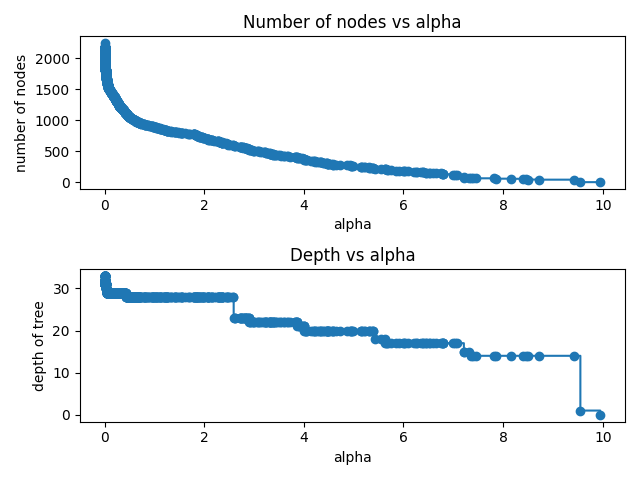 Number of nodes vs alpha
number of nodes
2000
1500
1000
500
0
0 2 4 6 8 10
alpha
Depth vs alpha
depth of tree
30
20
10
0
0 2 4 6 8 10
alpha